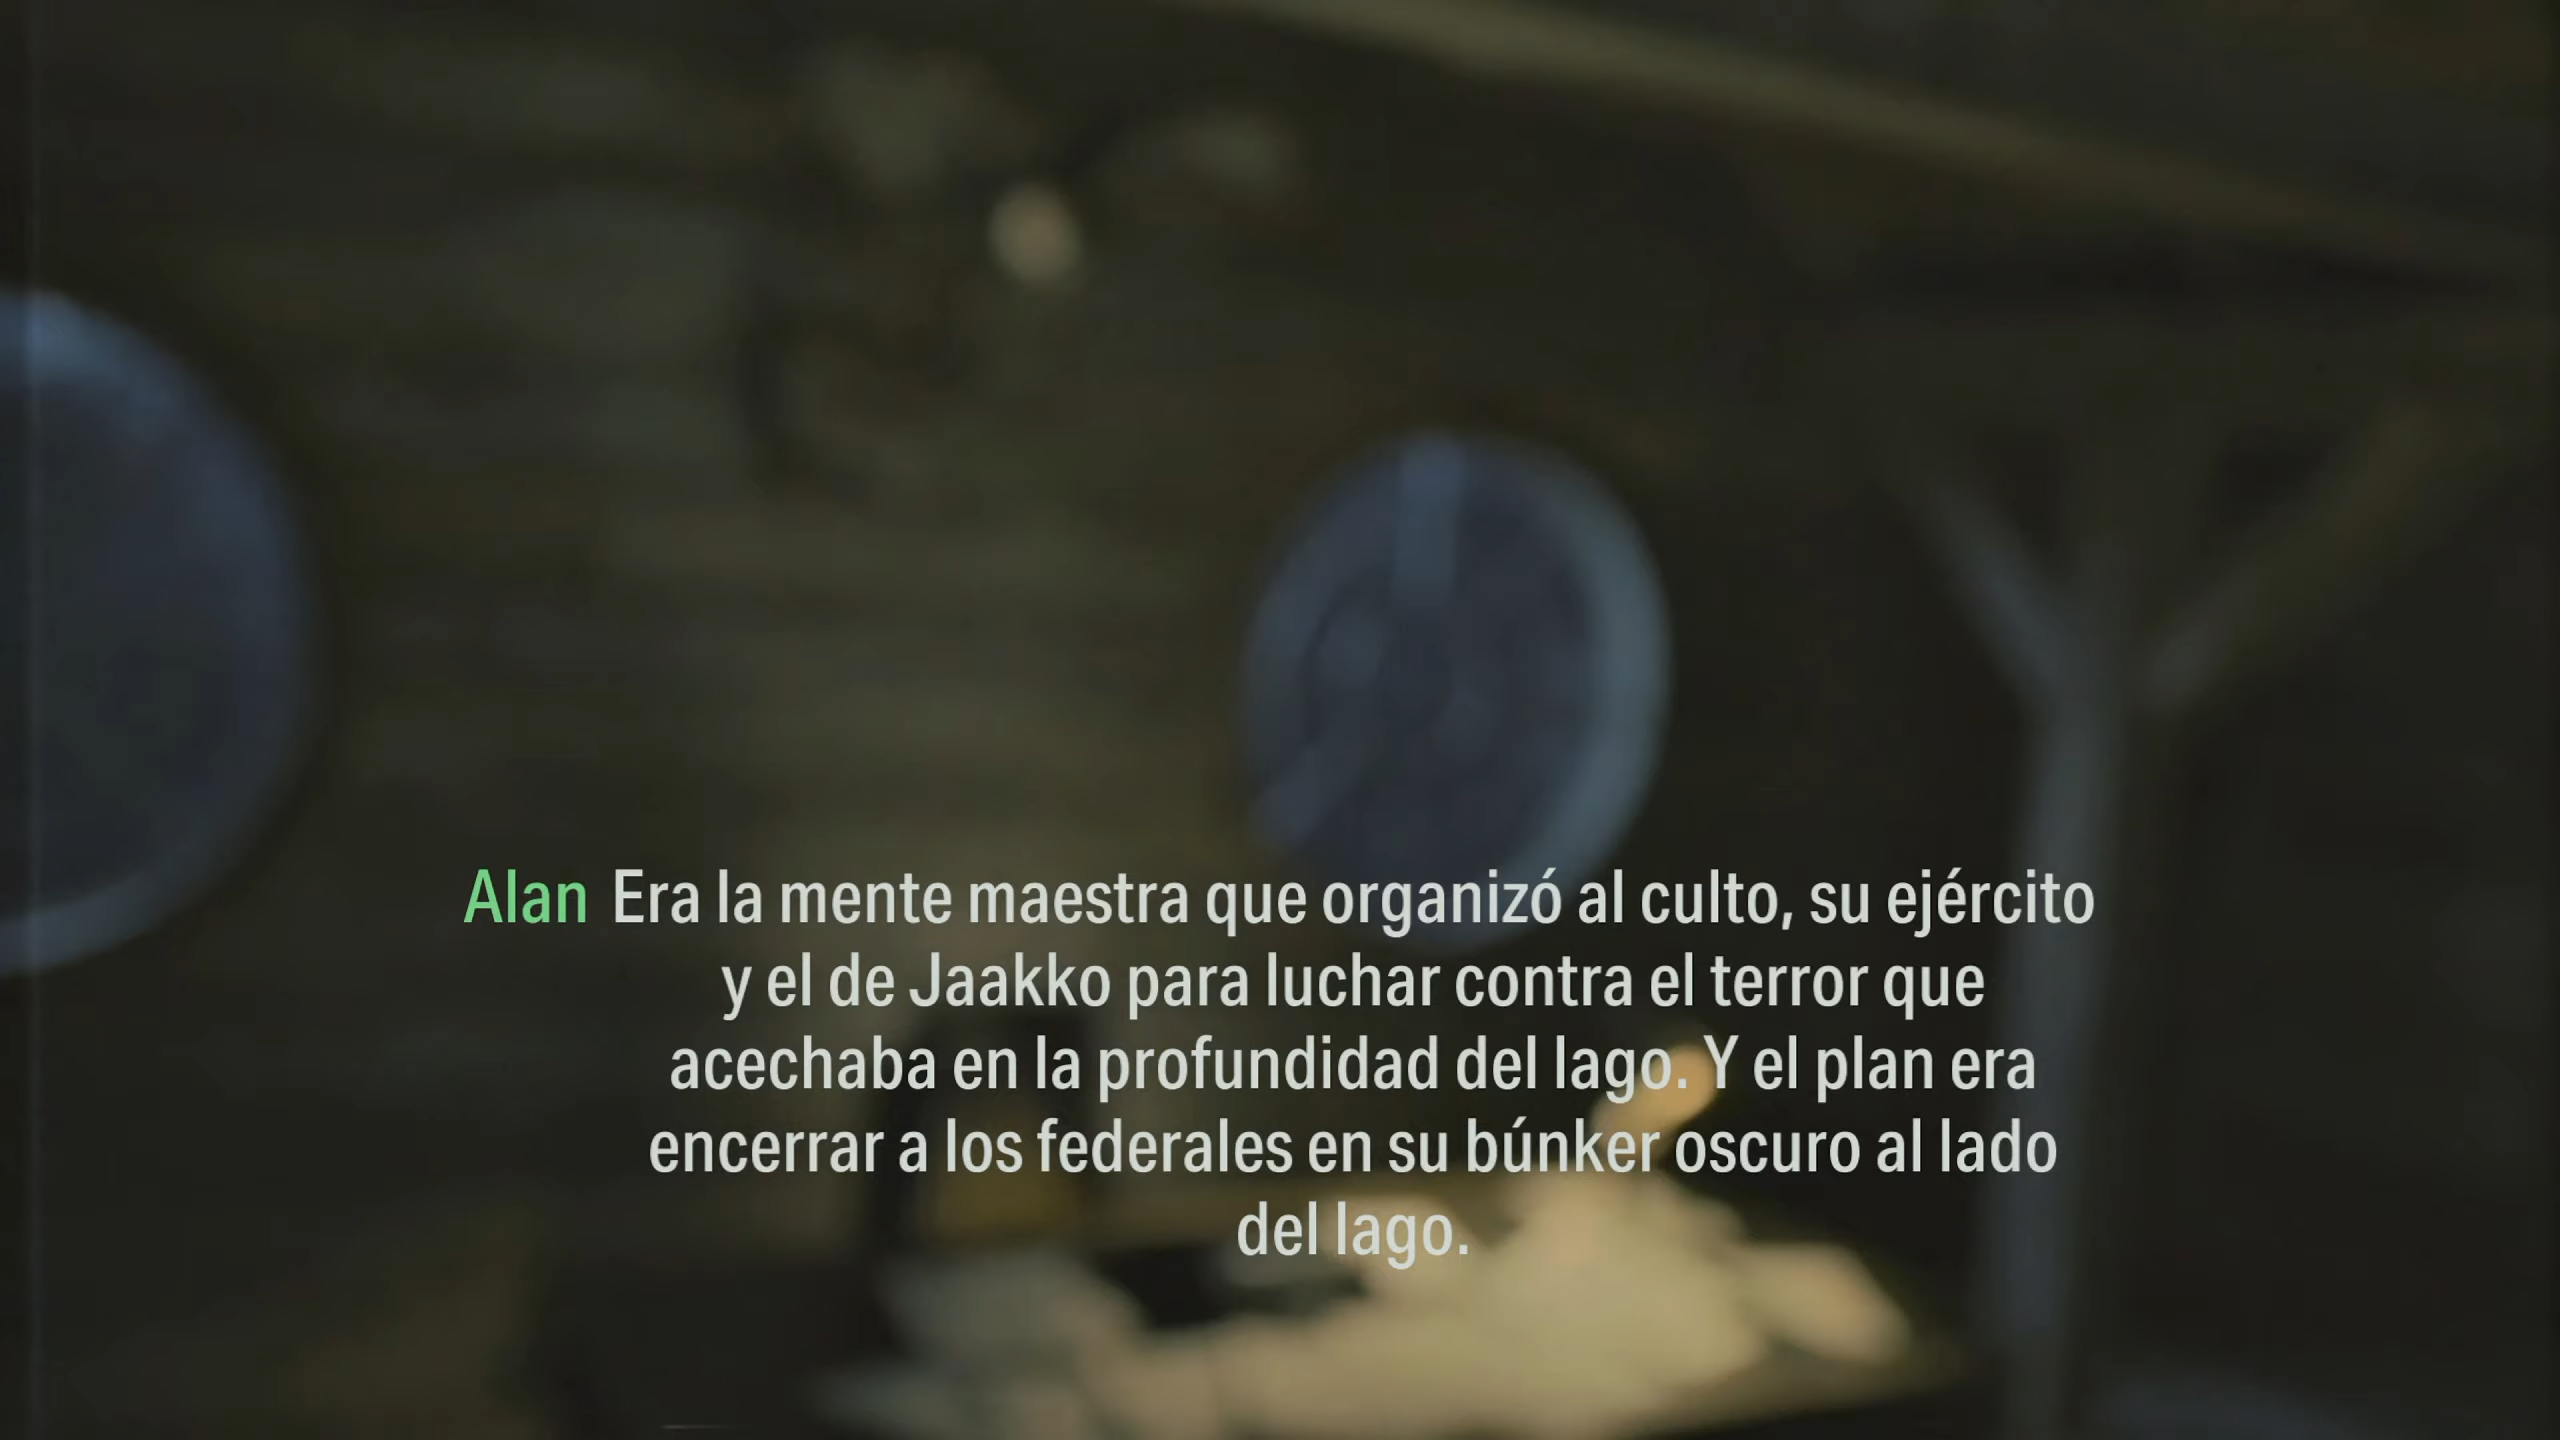 Alan Era la mente maestra que organizó al culto, su ejército
y el de Jaakko para luchar contra el terror que
acechaba en la profundidad del lago. Y el plan era
encerrar a los federales en su búnker oscuro al lado
del lago.